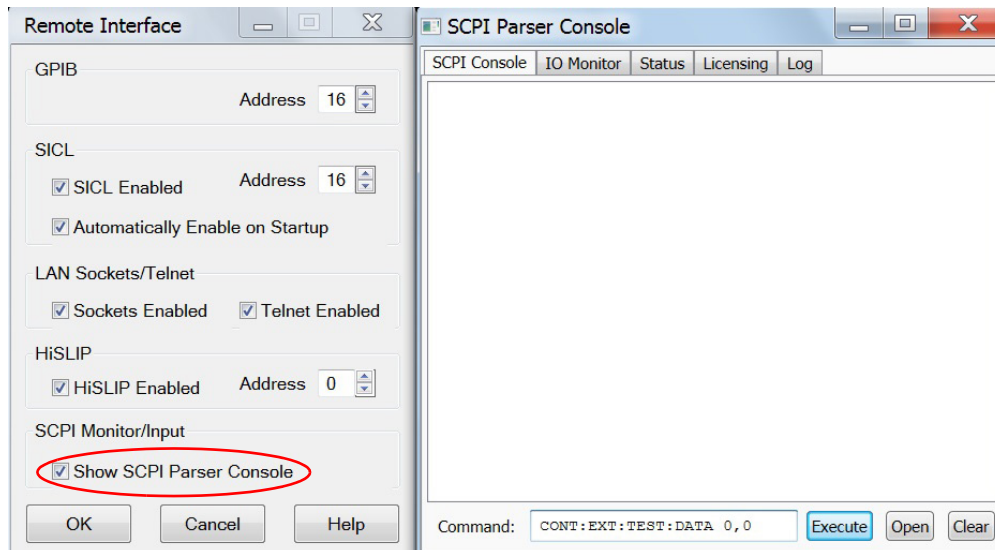 Remote Interface
GPIB
Address 16
SICL
SICL Enabled Address 16
Automatically Enable on Startup
LAN Sockets/Telnet
Sockets Enabled Telnet Enabled
HiSLIP
HiSLIP Enabled Address 0
SCPI Monitor/Input
Show SCPI Parser Console
OK Cancel Help
SCPI Parser Console
SCPI Console IO Monitor Status Licensing Log
Command: CONT:EXT:TEST:DATA 0,0 Execute Open Clear